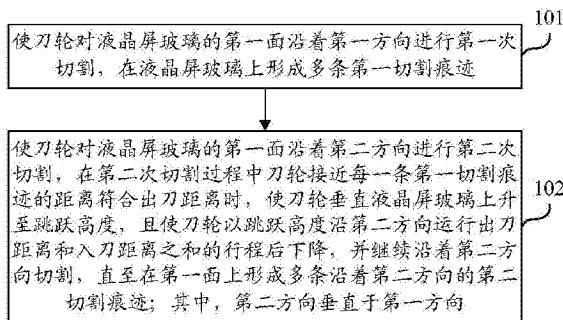 使刀轮对液晶屏玻璃的第一面沿着第一方向进行第一次
切割，在液晶屏玻璃上形成多条第一切割痕迹
101
使刀轮对液晶屏玻璃的第一面沿着第二方向进行第二次
切割，在第二次切割过程中刀轮接近每一条第一切割痕
迹的距离符合出刀距离时，使刀轮垂直液晶屏玻璃上升
至跳跃高度，且使刀轮以跳跃高度沿第二方向运行出刀
距离和入刀距离之和的行程后下降，并继续沿着第二方
向切割，直至在第一面上形成多条沿着第二方向的第二
切割痕迹；其中，第二方向垂直于第一方向
102